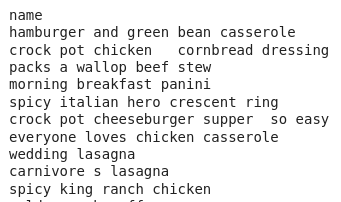 name
hamburger and green bean casserole
crock pot chicken   cornbread dressing
packs a wallop beef stew
morning breakfast panini
spicy italian hero crescent ring
crock pot cheeseburger supper  so easy
everyone loves chicken casserole
wedding lasagna
carnivore s lasagna
spicy king ranch chicken